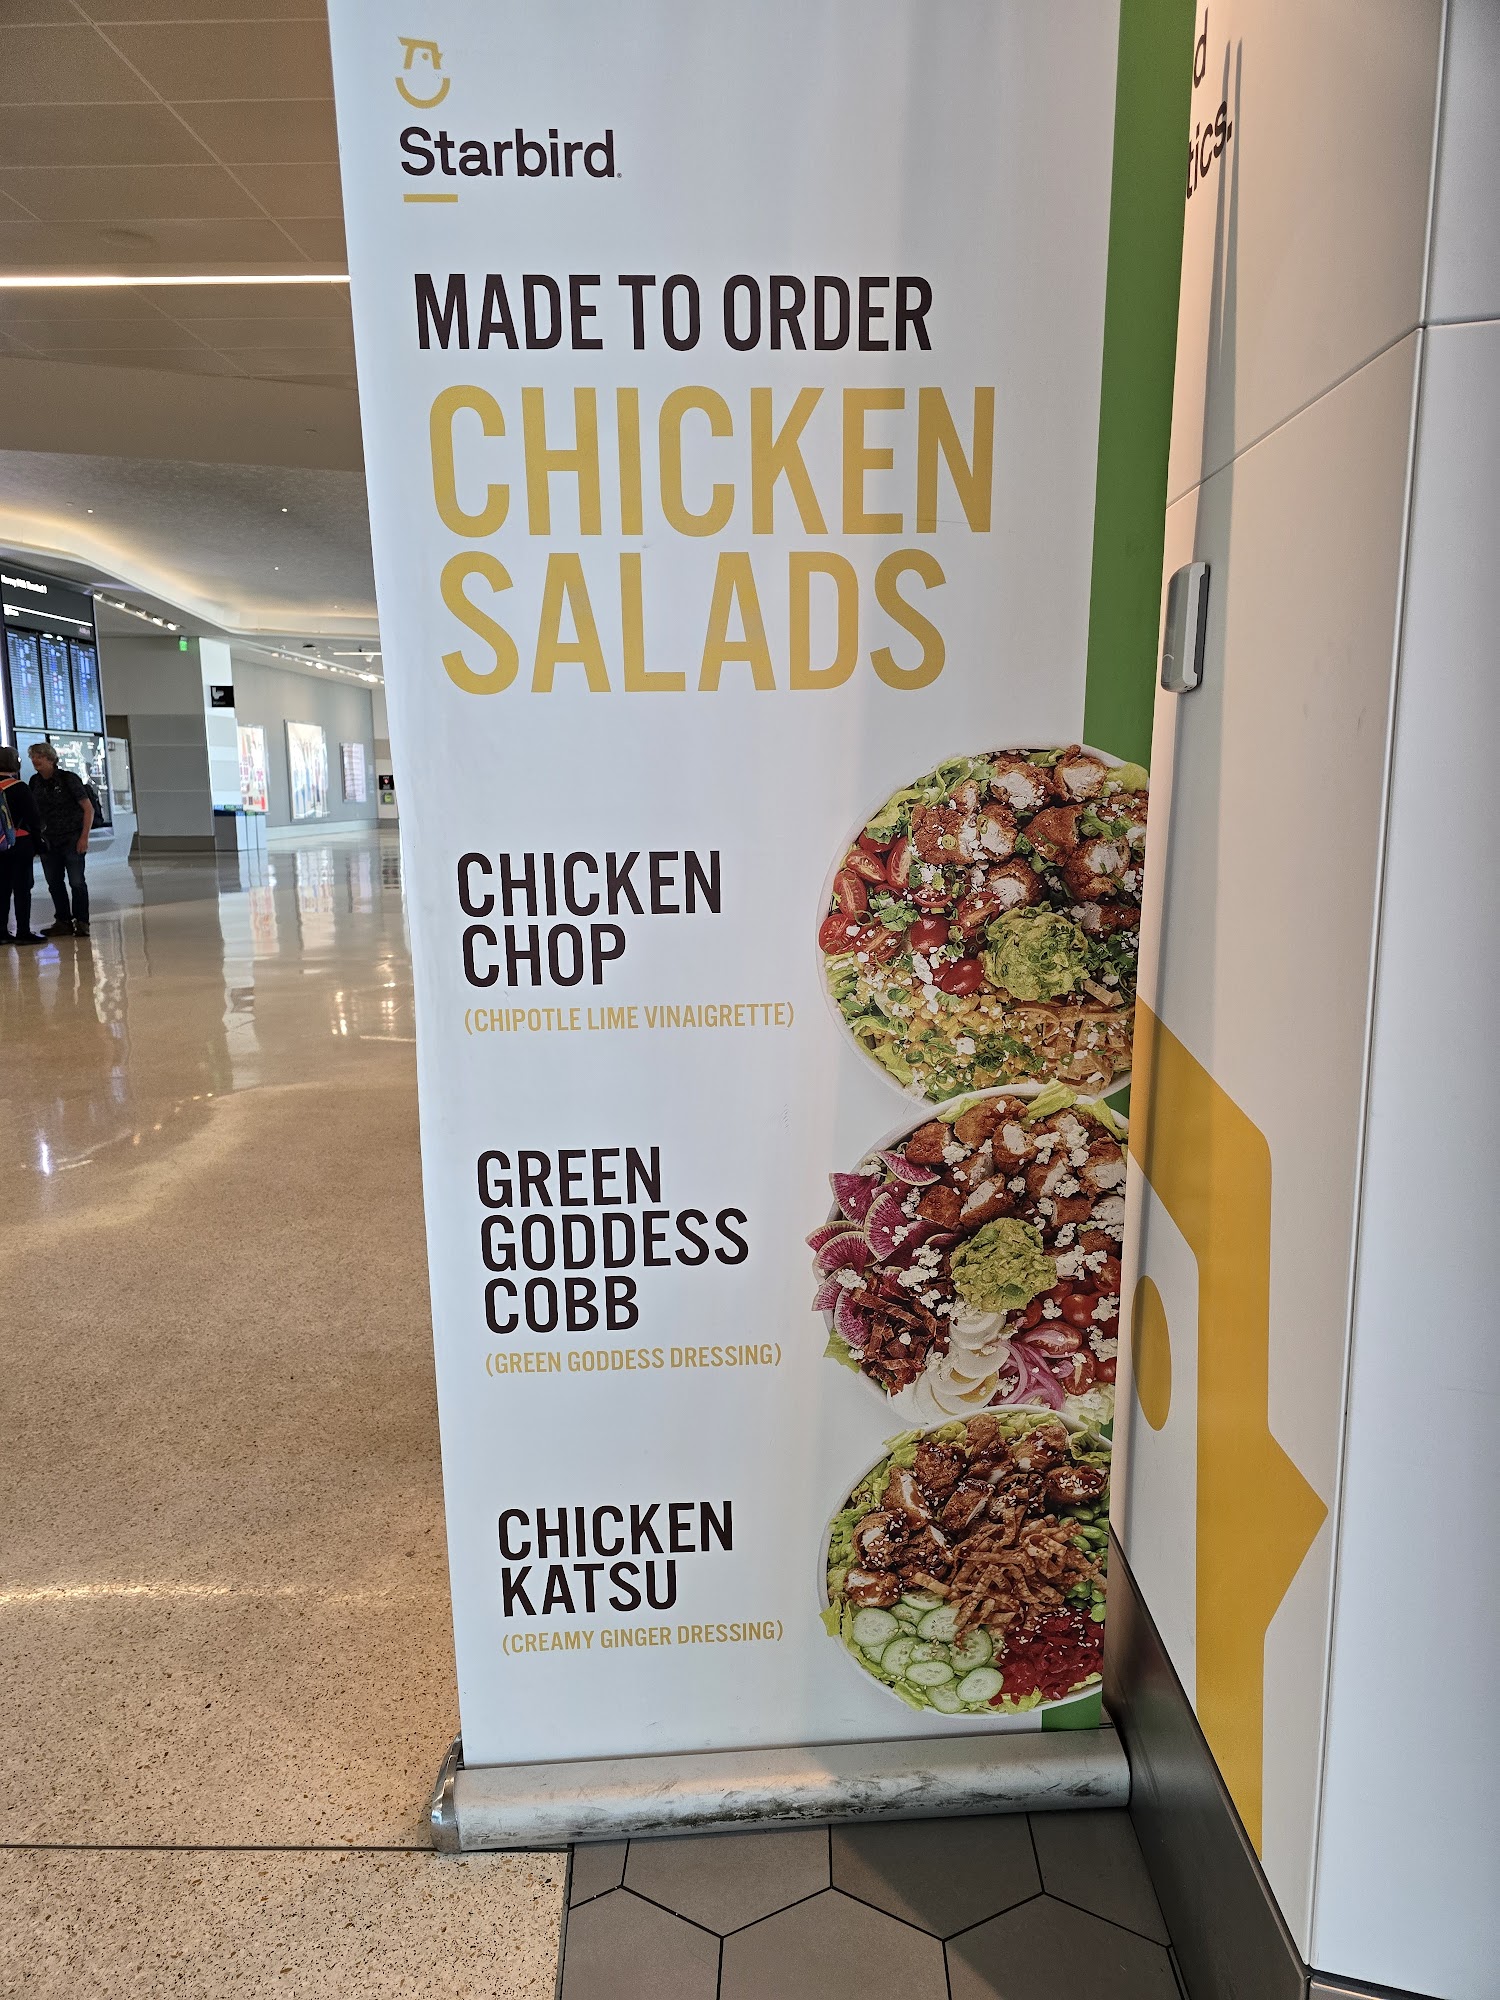 Starbird
MADE TO ORDER
CHICKEN
SALADS
CHICKEN
CHOP
(CHIPOTLE LIME VINAIGRETTE)
GREEN
GODDESS
COBB
(GREEN GODDESS DRESSING)
CHICKEN
KATSU
(CREAMY GINGER DRESSING)
d
tics.